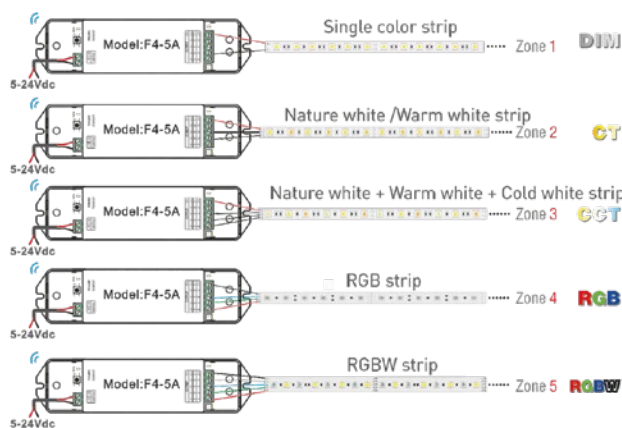 Single color strip
Model:F4-5A
Zone 1
DIM
5-24Vdc
Nature white /Warm white strip
Model:F4-5A
Zone 2
CT
5-24Vdc
Nature white + Warm white + Cold white strip
Model:F4-5A
Zone 3
CCT
5-24Vdc
RGB strip
Model:F4-5A
Zone 4
RGB
5-24Vdc
RGBW strip
Model:F4-5A
Zone 5
RGBW
5-24Vdc